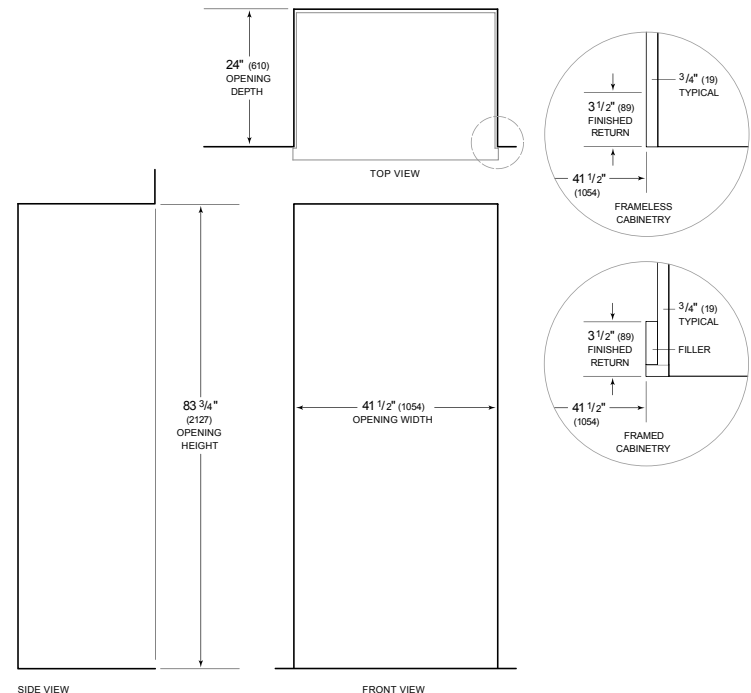 24" (610)
OPENING
DEPTH
TOP VIEW
3/4" (19)
TYPICAL
3 1/2" (89)
FINISHED
RETURN
41 1/2"
(1054)
FRAMELESS
CABINETRY
3/4" (19)
TYPICAL
3 1/2" (89)
FINISHED
RETURN
FILLER
41 1/2"
(1054)
FRAMED
CABINETRY
83 3/4"
(2127)
OPENING
HEIGHT
41 1/2" (1054)
OPENING WIDTH
SIDE VIEW
FRONT VIEW